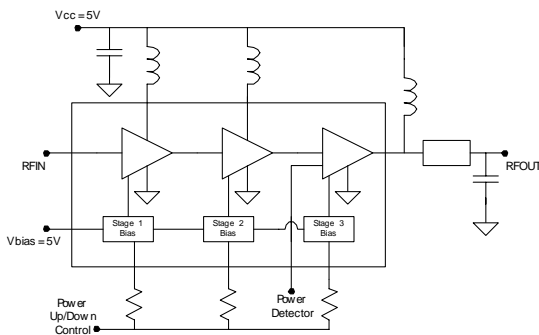 Vcc = 5V
RFIN
RFOUT
Stage 1
Bias
Stage 2
Bias
Stage 3
Bias
Vbias = 5V
Power
Up/Down
Control
Power
Detector